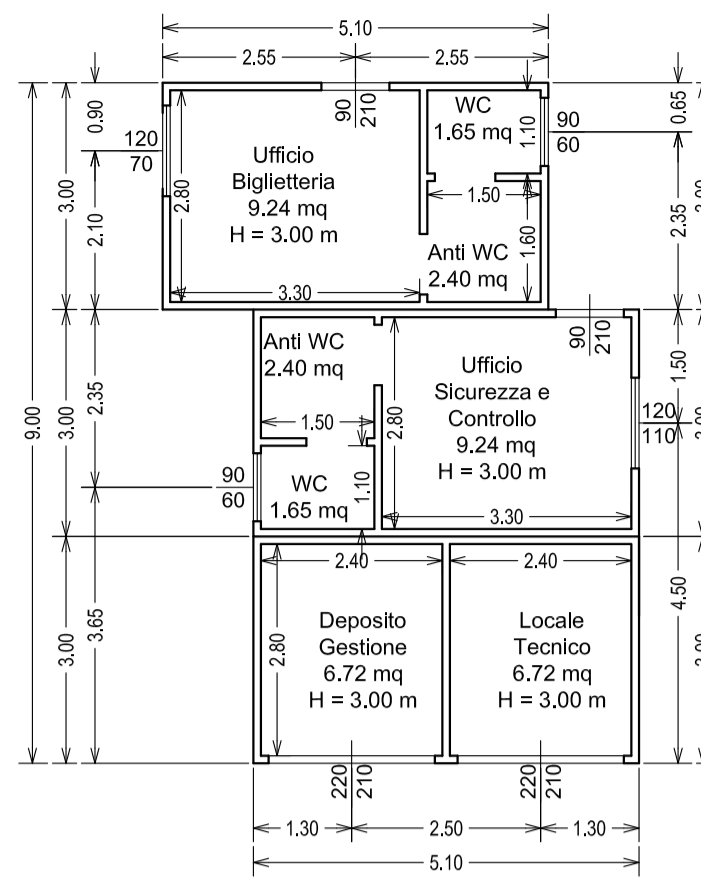 5.10
2.55
2.55
90
210
0.90
0.65
WC
1.65 mq
1.10
90
60
120
70
Ufficio
Biglietteria
9.24 mq
H = 3.00 m
2.80
3.00
2.10
1.50
1.60
2.35
Anti WC
2.40 mq
3.30
Anti WC
2.40 mq
90
210
1.50
Ufficio
Sicurezza e
Controllo
9.24 mq
H = 3.00 m
2.80
120
110
9.00
3.00
2.35
1.50
90
60
WC
1.65 mq
1.10
3.30
2.40
2.40
4.50
3.00
3.65
2.80
Deposito
Gestione
6.72 mq
H = 3.00 m
Locale
Tecnico
6.72 mq
H = 3.00 m
220
210
220
210
1.30
2.50
1.30
5.10